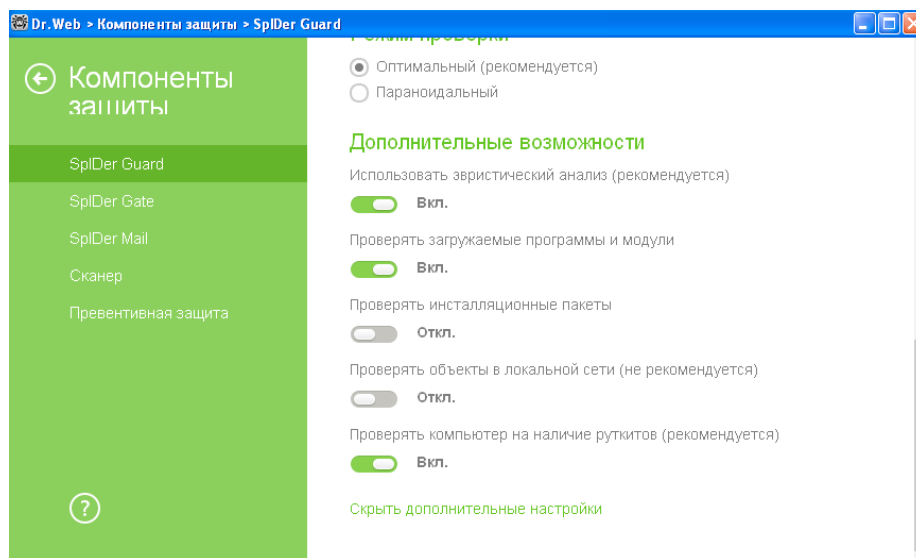 Dr.Web > Компоненты защиты > SpIDer Guard
Компоненты
защиты
SpIDer Guard
SpIDer Gate
SpIDer Mail
Сканер
Превентивная защита
?
Режим проверки
Оптимальный (рекомендуется)
Параноидальный
Дополнительные возможности
Использовать эвристический анализ (рекомендуется)
Вкл.
Проверять загружаемые программы и модули
Вкл.
Проверять инсталляционные пакеты
Откл.
Проверять объекты в локальной сети (не рекомендуется)
Откл.
Проверять компьютер на наличие руткитов (рекомендуется)
Вкл.
Скрыть дополнительные настройки